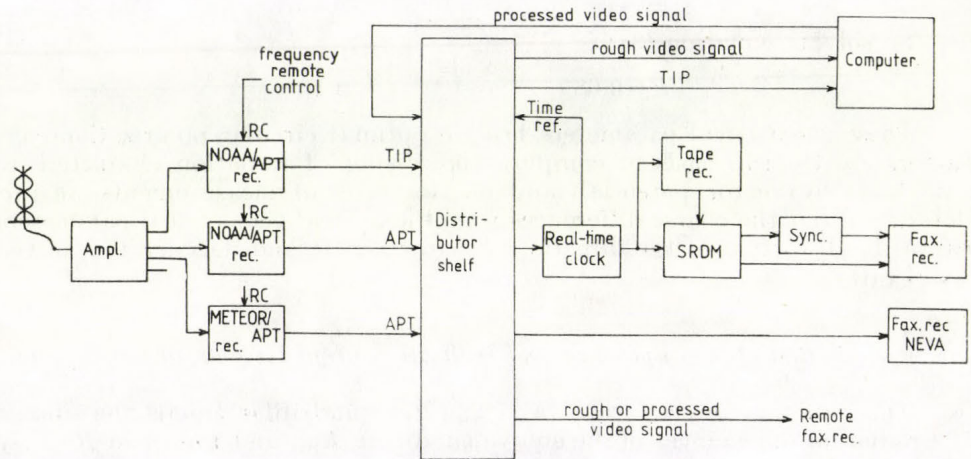 processed video signal
frequency
remote
control
rough video signal
Computer
TIP
Time
ref.
RC
NOAA/APT
rec.
TIP
Tape
rec.
RC
Ampl.
NOAA/APT
rec.
APT
Distri-
butor
shelf
Real-time
clock
SRDM
Sync.
Fax.
rec.
RC
METEOR/APT
rec.
APT
Fax.rec
NEVA
rough or processed
video signal
Remote
fax.rec.